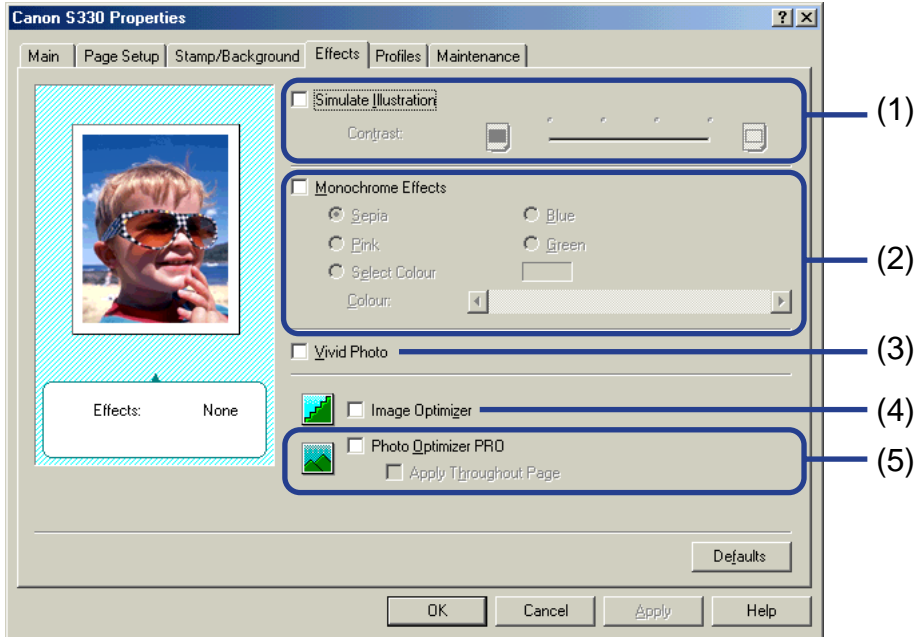 Canon S330 Properties
Main Page Setup Stamp/Background Effects Profiles Maintenance
Simulate Illustration (1)
Contrast:
Monochrome Effects
Sepia Blue
Pink Green
Select Colour (2)
Colour:
Vivid Photo (3)
Effects: None
Image Optimizer (4)
Photo Optimizer PRO
Apply Throughout Page (5)
Defaults
OK Cancel Apply Help